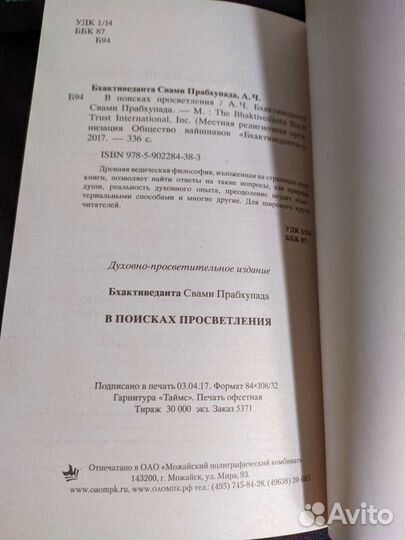 УДК 1/14
ББК 87
Б94
Бхактиведанта Свами Прабхупада, А.Ч.
Б94 В поисках просветления / А.Ч. Бхактиведанта
Свами Прабхупада. — М. : The Bhaktivedanta Book
Trust International, Inc. (Местная религиозная орга-
низация Общество вайшнавов «Бхактиведанта»),
2017. — 336 с.
ISBN 978-5-902284-38-3
Древняя ведическая философия, изложенная на страницах этой
книги, позволяет найти ответы на такие вопросы, как природа
души, реальность духовного опыта, преодоление
териальными способами и многие другие. Для широкого круга
читателей.
УДК 1/14
ББК 87
Духовно-просветительное издание
Бхактиведанта Свами Прабхупада
В ПОИСКАХ ПРОСВЕТЛЕНИЯ
Подписано в печать 03.04.17. Формат 84×108/32
Гарнитура «Таймс». Печать офсетная
Тираж 30 000 экз. Заказ 5371
Отпечатано в ОАО «Можайский полиграфический комбинат»
143200, г. Можайск, ул. Мира, 93.
www.oaompk.ru, www.оаомпк.рф тел.: (495) 745-84-28, (49638) 20-685
Avito